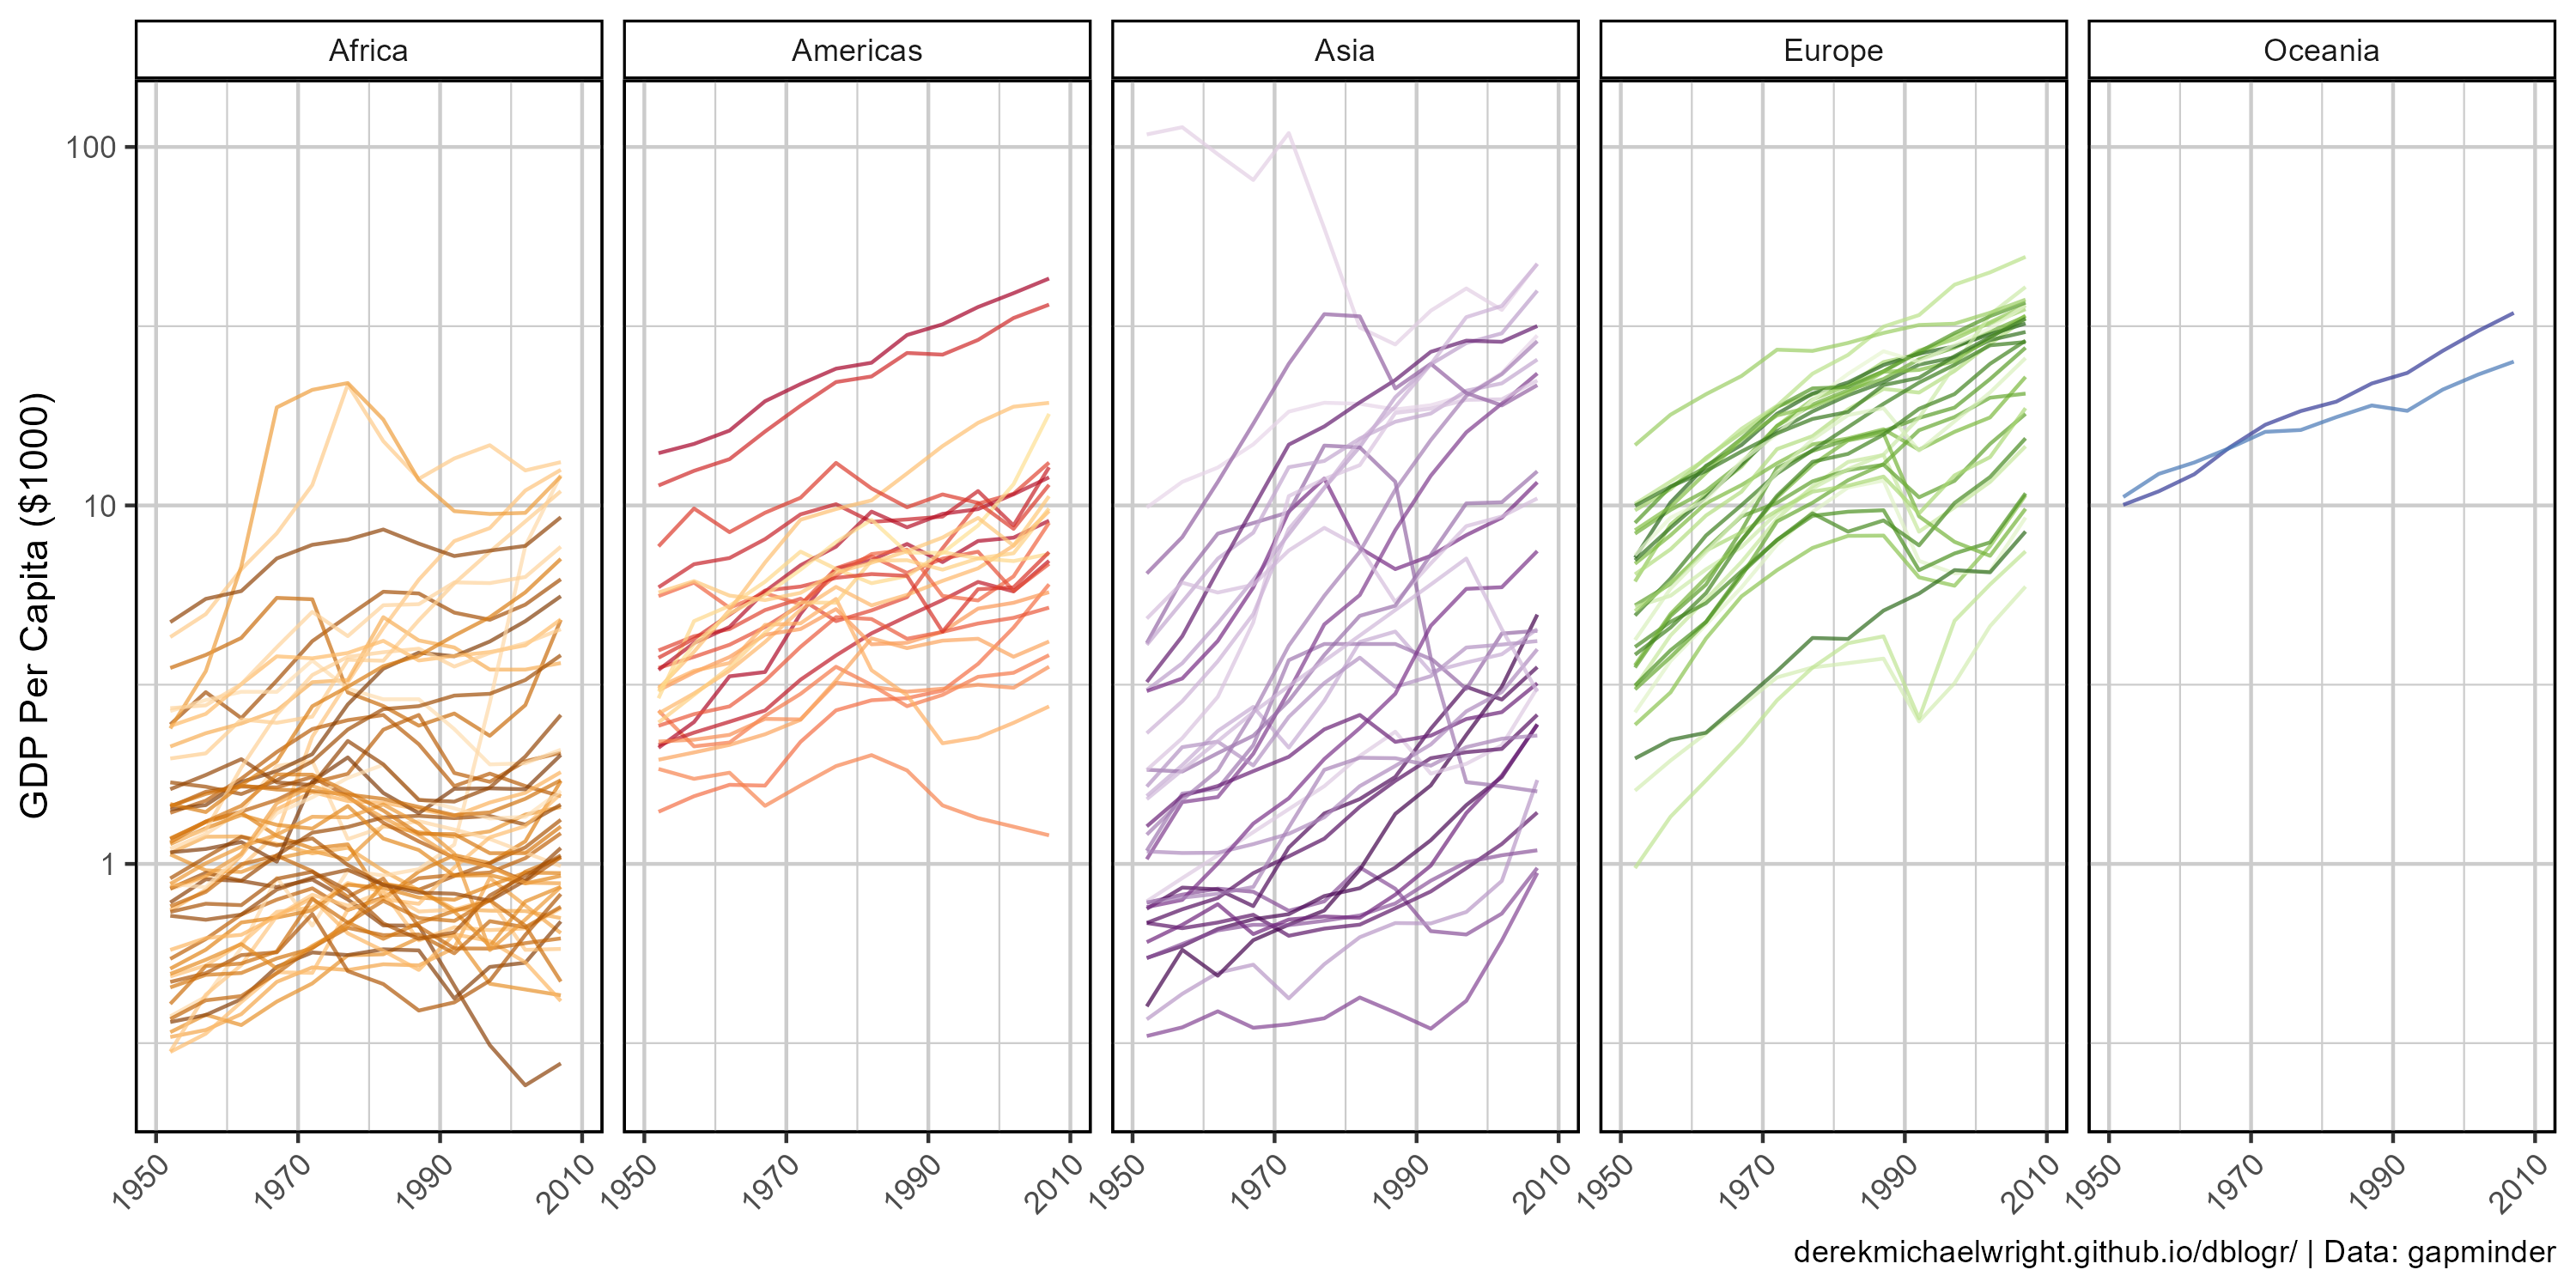 Africa
Americas
Asia
Europe
Oceania
GDP Per Capita ($1000)
100
10
1
1950 1970 1990 2010
1950 1970 1990 2010
1950 1970 1990 2010
1950 1970 1990 2010
1950 1970 1990 2010
derekmichaelwright.github.io/dblogr/ | Data: gapminder